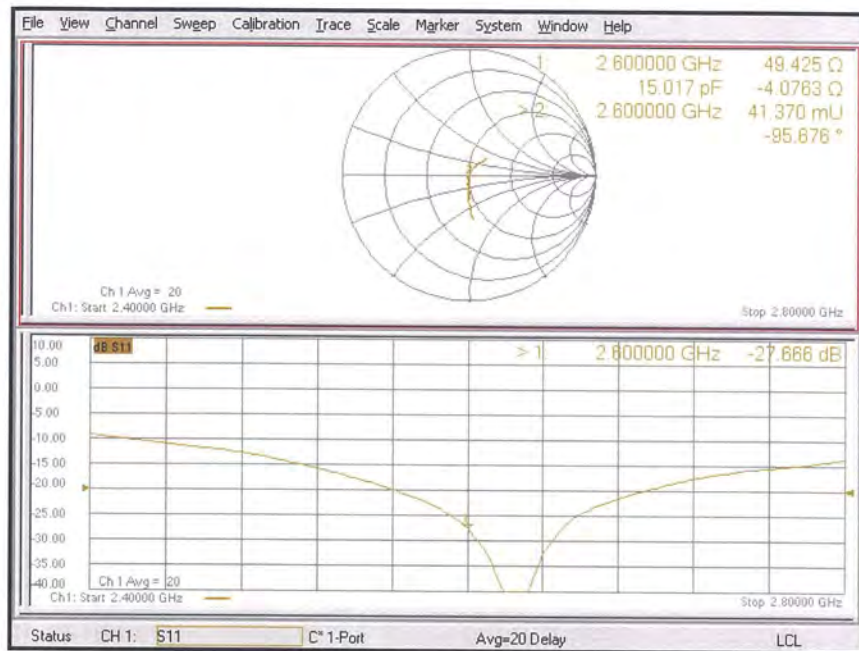 File View Channel Sweep Calibration Trace Scale Marker System Window Help
1: 2.600000 GHz 49.425 Ω
15.017 pF -4.0763 Ω
> 2: 2.600000 GHz 41.370 mU
-95.676 °
Ch 1 Avg = 20
Ch1: Start 2.40000 GHz
Stop 2.80000 GHz
10.00
dB S11
> 1: 2.600000 GHz -27.666 dB
5.00
0.00
-5.00
-10.00
-15.00
-20.00
-25.00
-30.00
-35.00
-40.00
Ch 1 Avg = 20
Ch1: Start 2.40000 GHz
Stop 2.80000 GHz
Status CH 1: S11 C* 1-Port Avg=20 Delay LCL